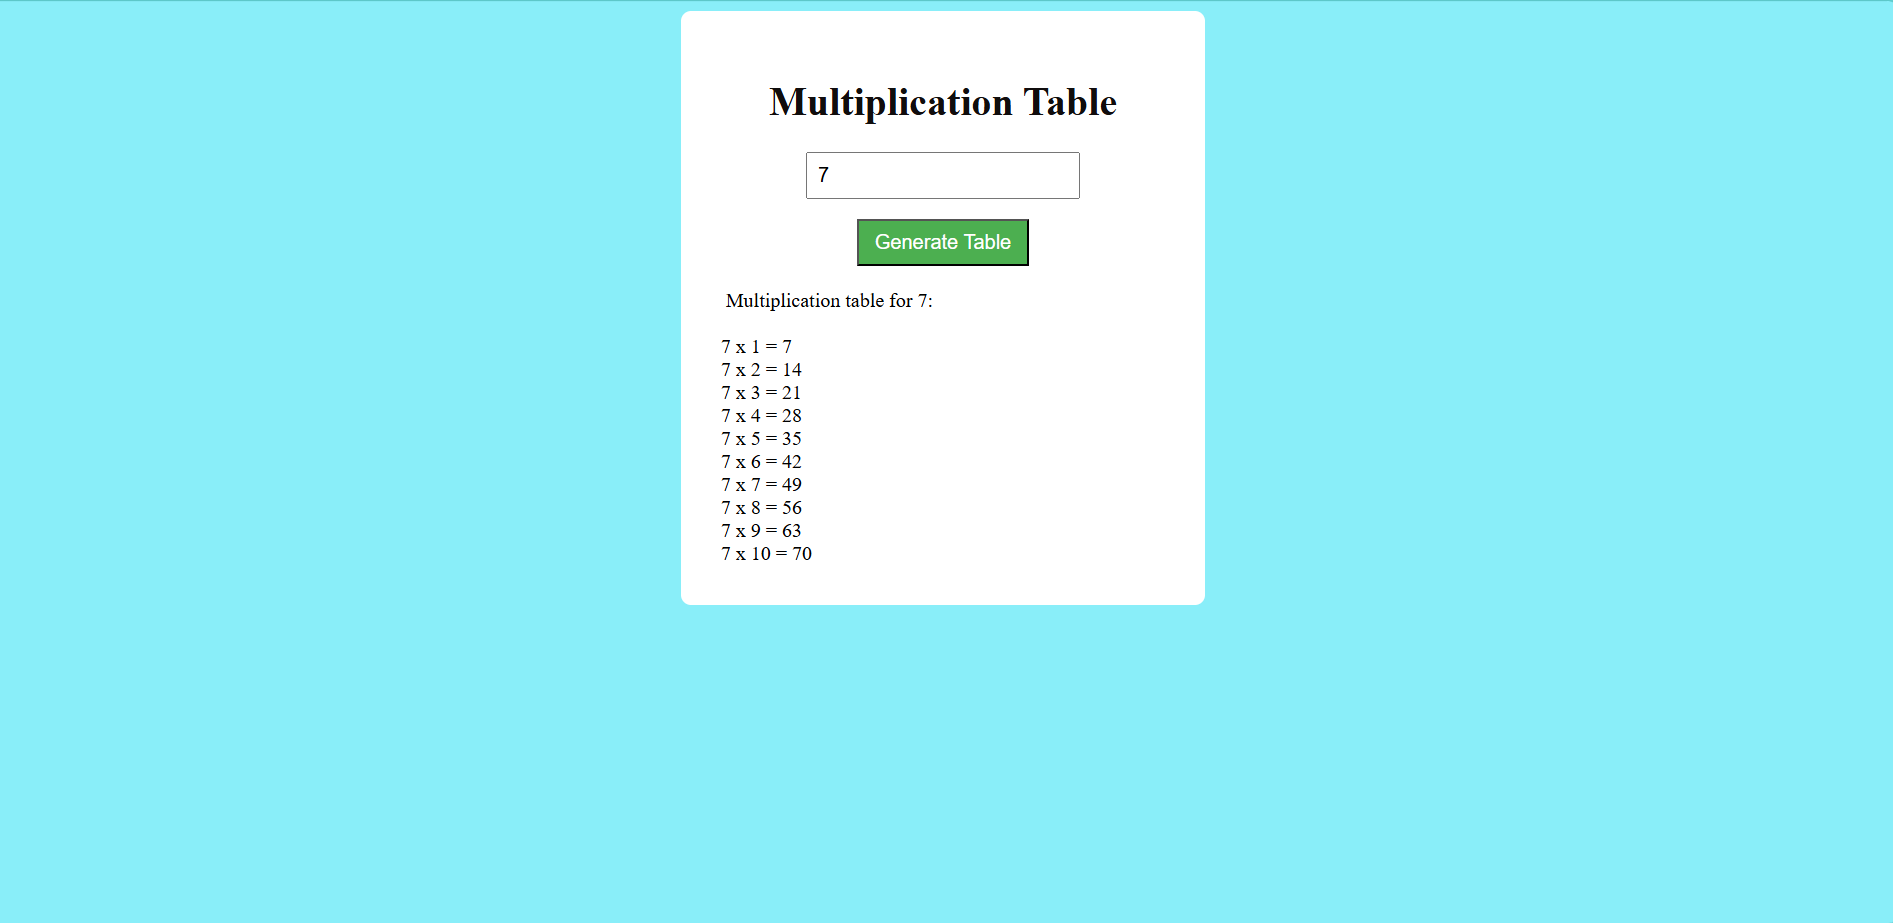 Multiplication Table
7
Generate Table
Multiplication table for 7:
7 x 1 = 7
7 x 2 = 14
7 x 3 = 21
7 x 4 = 28
7 x 5 = 35
7 x 6 = 42
7 x 7 = 49
7 x 8 = 56
7 x 9 = 63
7 x 10 = 70